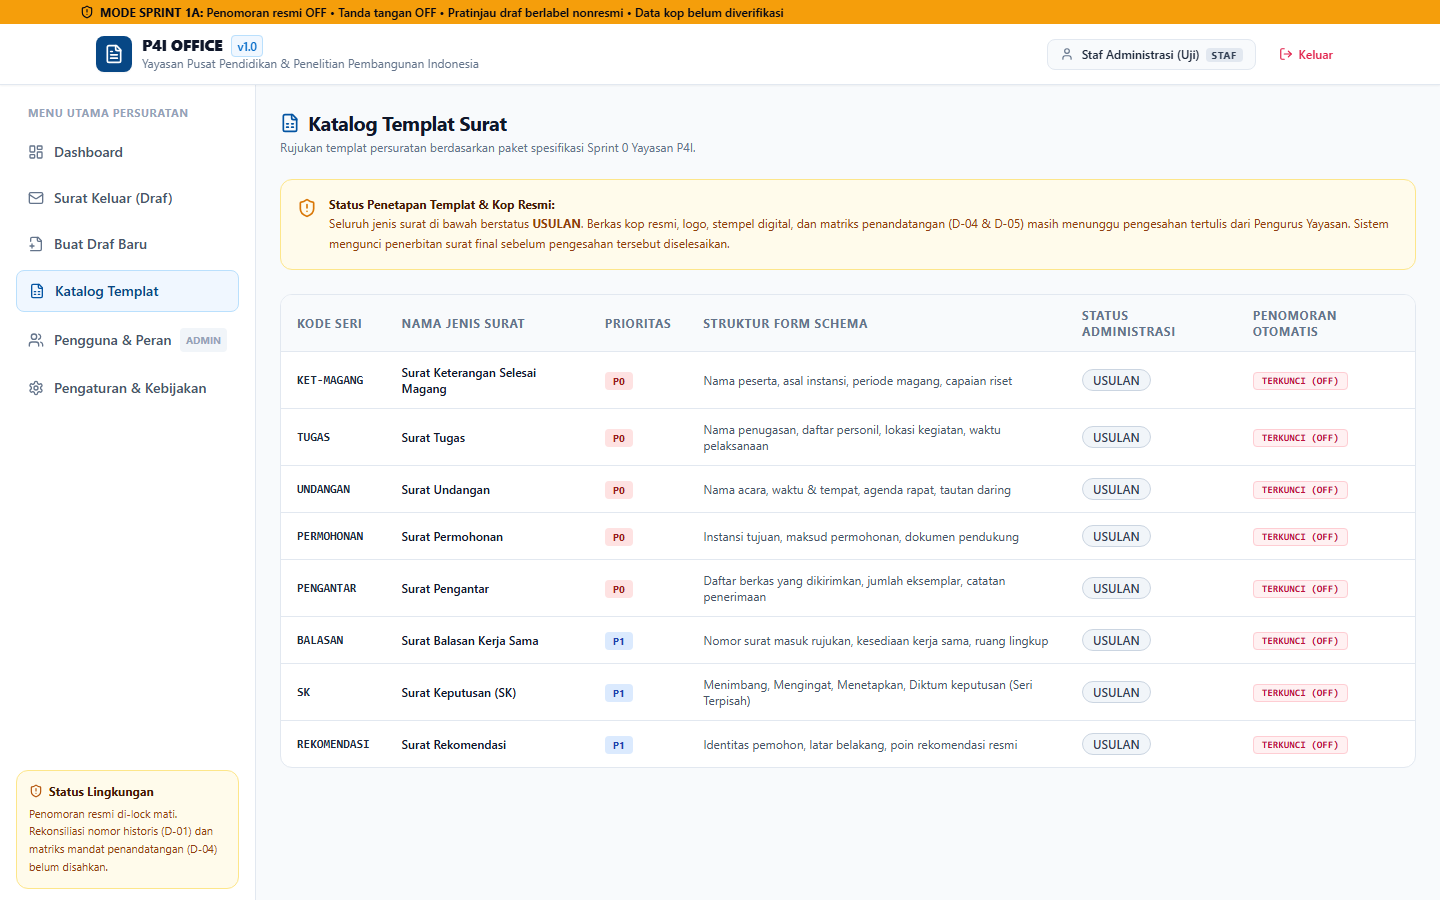 MODE SPRINT 1A: Penomoran resmi OFF • Tanda tangan OFF • Pratinjau draf berlabel nonresmi • Data kop belum diverifikasi
P4I OFFICE v1.0
Yayasan Pusat Pendidikan & Penelitian Pembangunan Indonesia
Staf Administrasi (Uji) STAF
Keluar
MENU UTAMA PERSURATAN
Dashboard
Surat Keluar (Draf)
Buat Draf Baru
Katalog Templat
Pengguna & Peran ADMIN
Pengaturan & Kebijakan
Status Lingkungan
Penomoran resmi di-lock mati.
Rekonsiliasi nomor historis (D-01) dan
matriks mandat penandatangan (D-04)
belum disahkan.
Katalog Templat Surat
Rujukan templat persuratan berdasarkan paket spesifikasi Sprint 0 Yayasan P4I.
Status Penetapan Templat & Kop Resmi:
Seluruh jenis surat di bawah berstatus USULAN. Berkas kop resmi, logo, stempel digital, dan matriks penandatangan (D-04 & D-05) masih menunggu pengesahan tertulis dari Pengurus Yayasan. Sistem
mengunci penerbitan surat final sebelum pengesahan tersebut diselesaikan.
KODE SERI NAMA JENIS SURAT PRIORITAS STRUKTUR FORM SCHEMA STATUS ADMINISTRASI PENOMORAN OTOMATIS
KET-MAGANG Surat Keterangan Selesai Magang P0 Nama peserta, asal instansi, periode magang, capaian riset USULAN TERKUNCI (OFF)
TUGAS Surat Tugas P0 Nama penugasan, daftar personil, lokasi kegiatan, waktu pelaksanaan USULAN TERKUNCI (OFF)
UNDANGAN Surat Undangan P0 Nama acara, waktu & tempat, agenda rapat, tautan daring USULAN TERKUNCI (OFF)
PERMOHONAN Surat Permohonan P0 Instansi tujuan, maksud permohonan, dokumen pendukung USULAN TERKUNCI (OFF)
PENGANTAR Surat Pengantar P0 Daftar berkas yang dikirimkan, jumlah eksemplar, catatan penerimaan USULAN TERKUNCI (OFF)
BALASAN Surat Balasan Kerja Sama P1 Nomor surat masuk rujukan, kesediaan kerja sama, ruang lingkup USULAN TERKUNCI (OFF)
SK Surat Keputusan (SK) P1 Menimbang, Mengingat, Menetapkan, Diktum keputusan (Seri Terpisah) USULAN TERKUNCI (OFF)
REKOMENDASI Surat Rekomendasi P1 Identitas pemohon, latar belakang, poin rekomendasi resmi USULAN TERKUNCI (OFF)